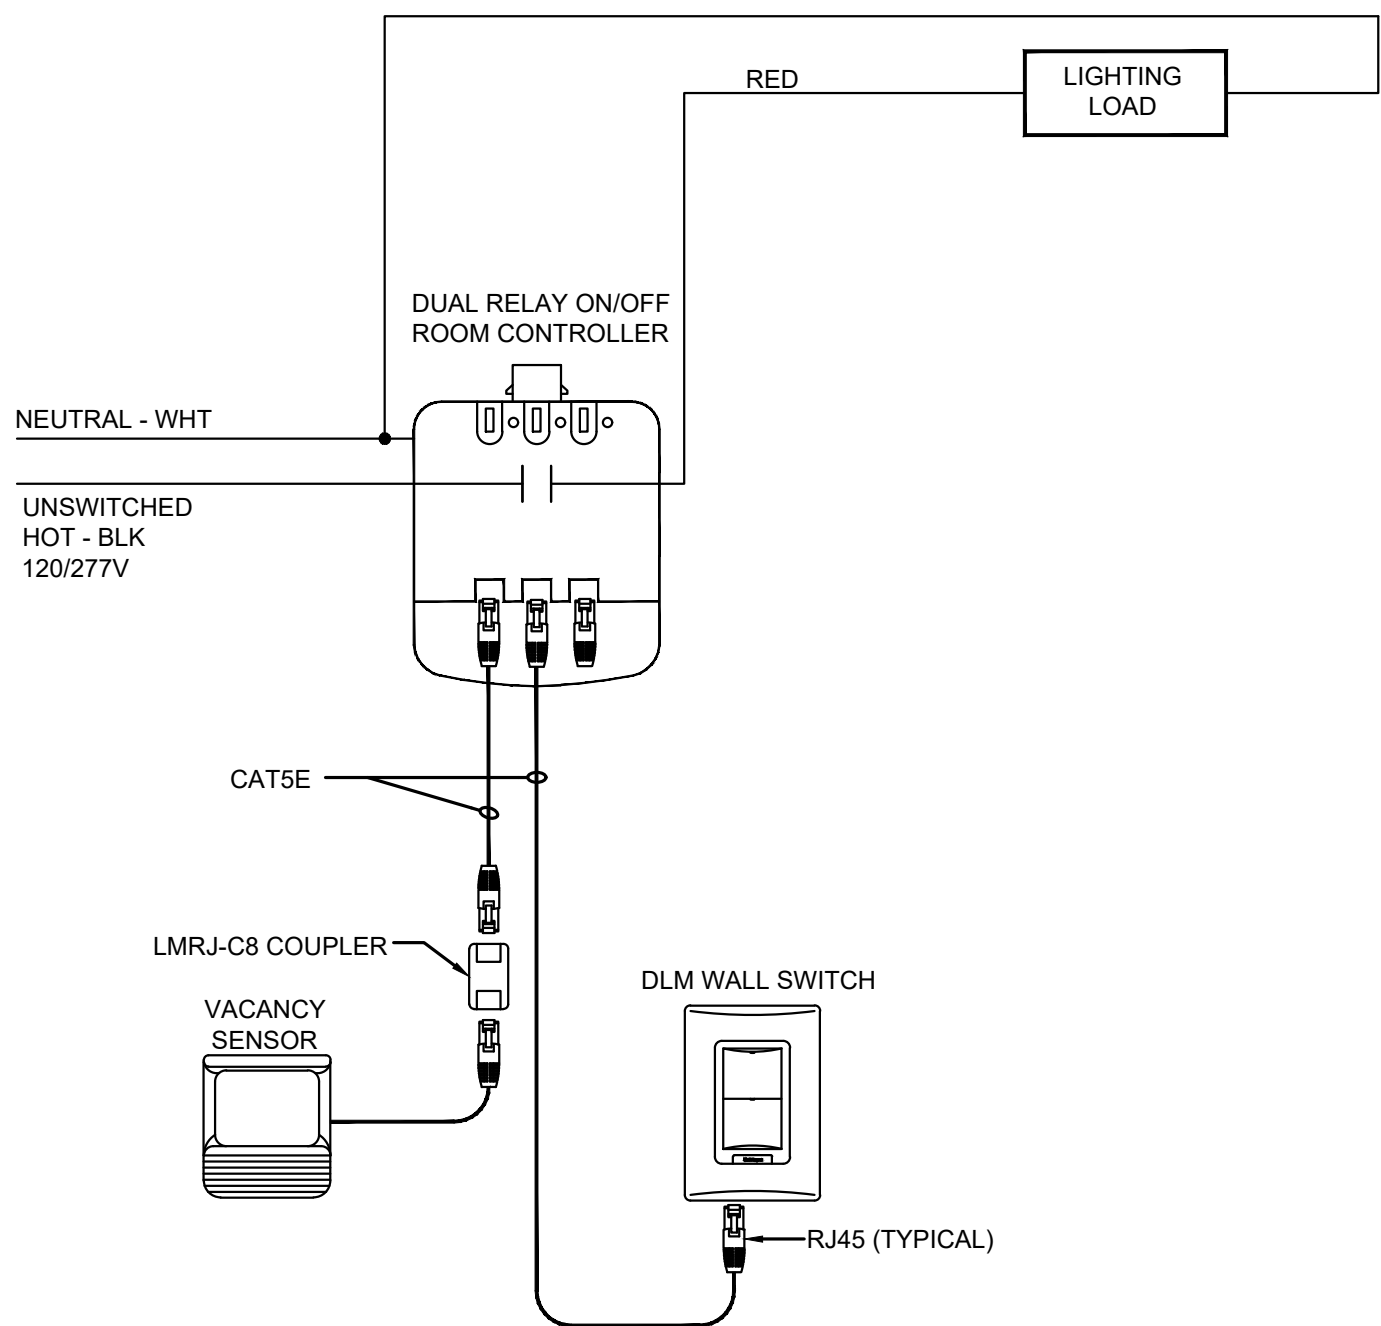 RED
LIGHTING
LOAD
DUAL RELAY ON/OFF
ROOM CONTROLLER
NEUTRAL - WHT
UNSWITCHED
HOT - BLK
120/277V
CAT5E
LMRJ-C8 COUPLER
DLM WALL SWITCH
VACANCY
SENSOR
RJ45 (TYPICAL)